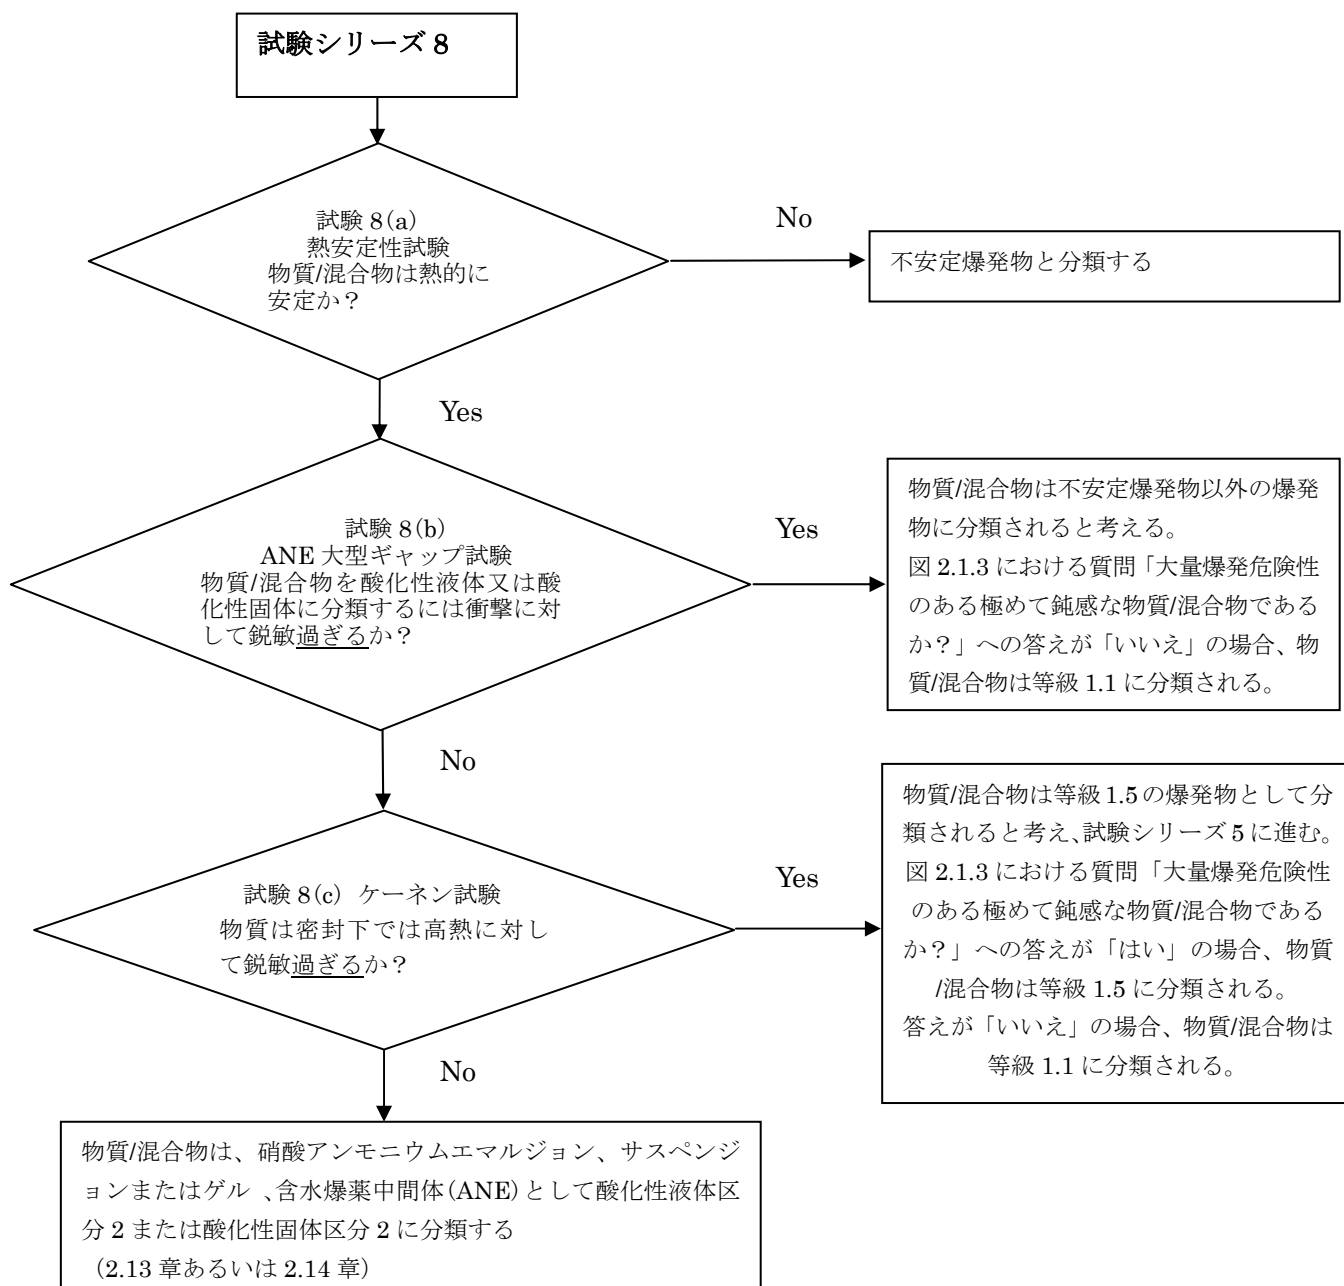 試験シリーズ 8
試験 8(a)
熱安定性試験
物質/混合物は熱的に
安定か？
No
不安定爆発物と分類する
Yes
試験 8(b)
ANE 大型ギャップ試験
物質/混合物を酸化性液体又は酸
化性固体に分類するには衝撃に対
して鋭敏過ぎるか？
Yes
物質/混合物は不安定爆発物以外の爆発
物に分類されると考える。
図 2.1.3 における質問「大量爆発危険性
のある極めて鈍感な物質/混合物である
か？」への答えが「いいえ」の場合、物
質/混合物は等級 1.1 に分類される。
No
試験 8(c) ケーネン試験
物質は密封下では高熱に対し
て鋭敏過ぎるか？
Yes
物質/混合物は等級 1.5 の爆発物として分
類されると考え、試験シリーズ 5 に進む。
図 2.1.3 における質問「大量爆発危険性
のある極めて鈍感な物質/混合物である
か？」への答えが「はい」の場合、物質
/混合物は等級 1.5 に分類される。
答えが「いいえ」の場合、物質/混合物は
等級 1.1 に分類される。
No
物質/混合物は、硝酸アンモニウムエマルジョン、サスペンジ
ョンまたはゲル 、含水爆薬中間体(ANE)として酸化性液体区
分 2 または酸化性固体区分 2 に分類する
（2.13 章あるいは 2.14 章）